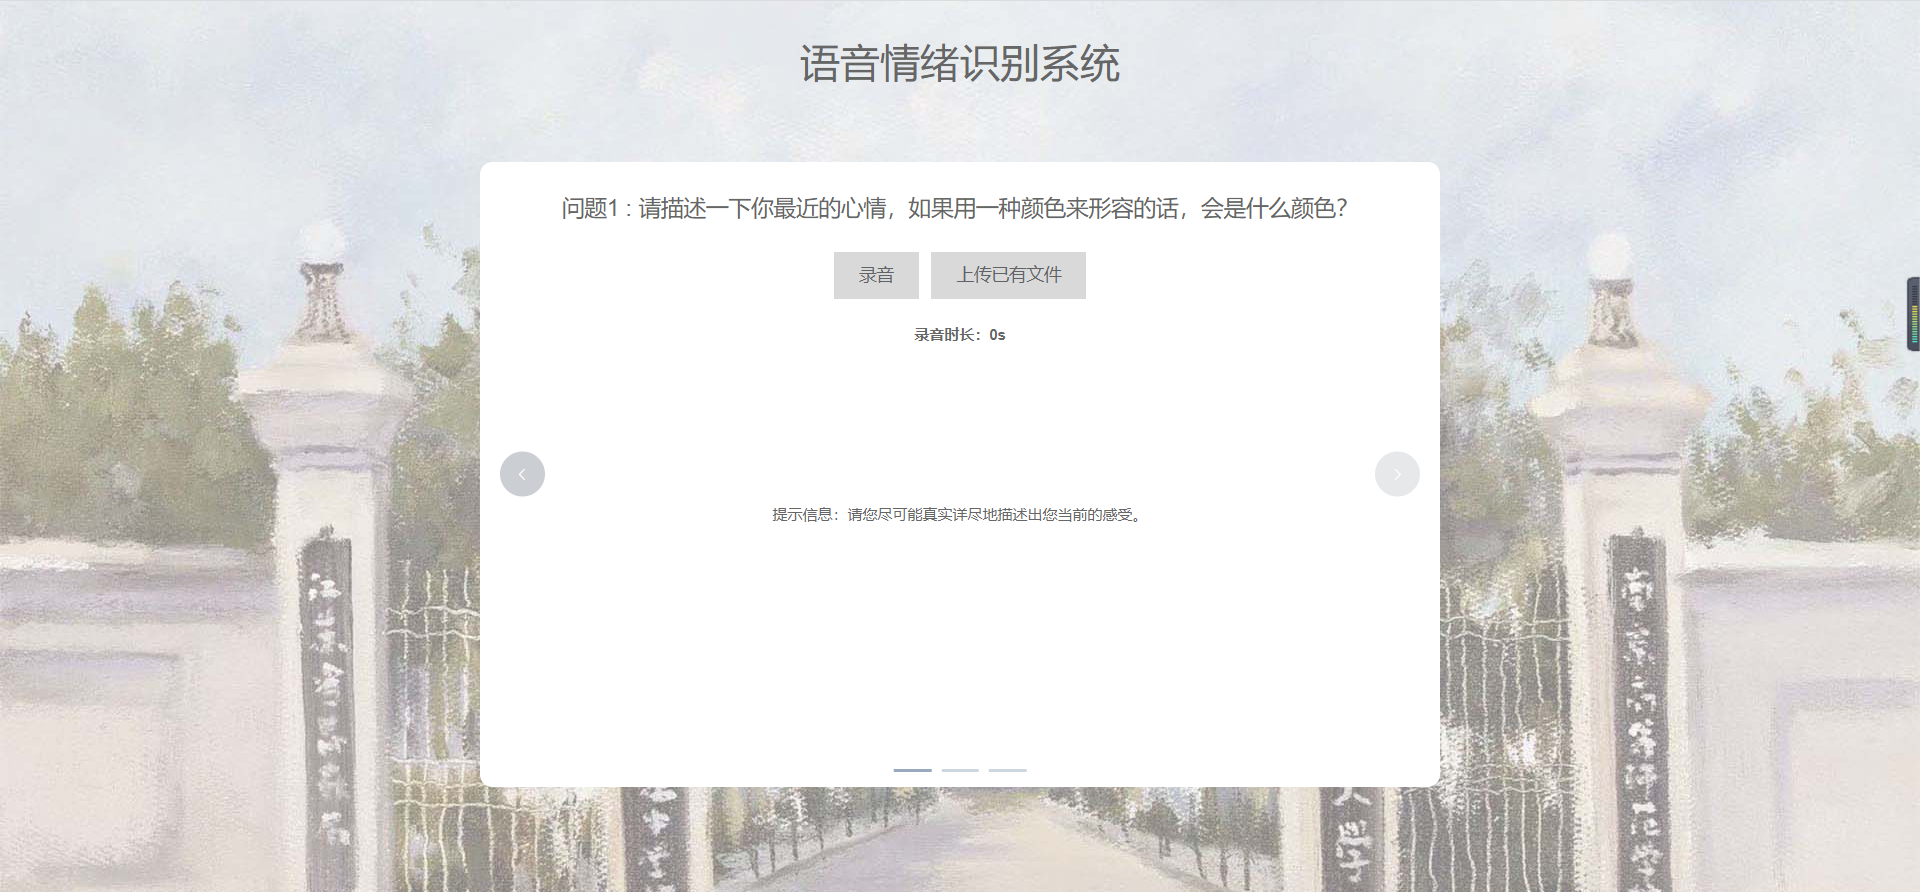 语音情绪识别系统
问题1 : 请描述一下你最近的心情，如果用一种颜色来形容的话，会是什么颜色？
录音
上传已有文件
录音时长：0s
提示信息：请您尽可能真实详尽地描述出您当前的感受。
大學